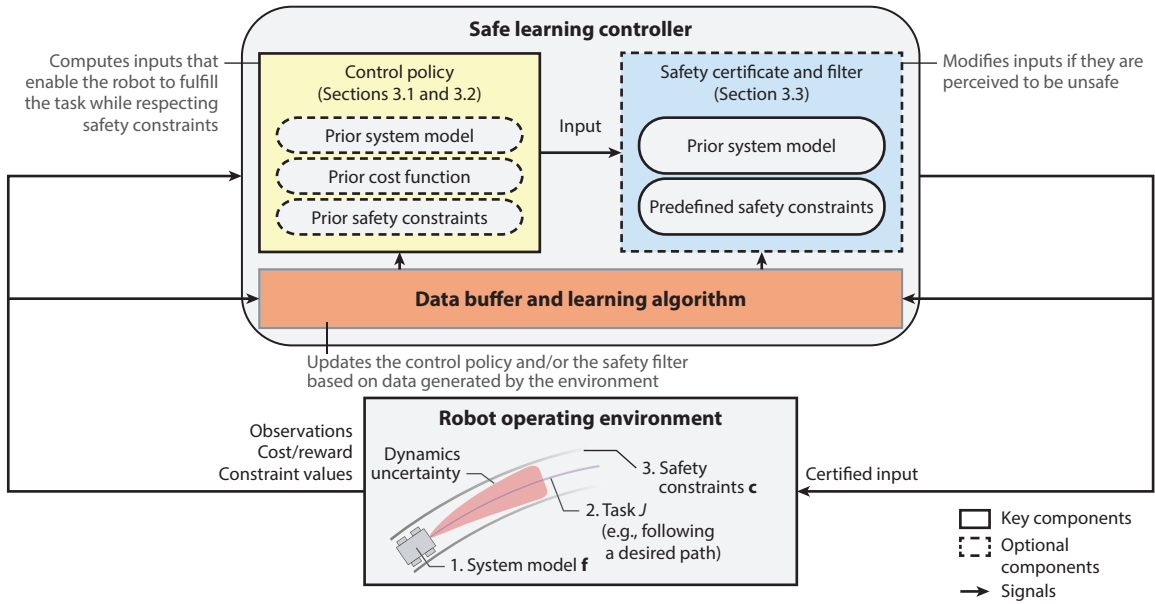 Safe learning controller
Computes inputs that
enable the robot to fulfill
the task while respecting
safety constraints
Control policy
(Sections 3.1 and 3.2)
Prior system model
Prior cost function
Prior safety constraints
Input
Safety certificate and filter
(Section 3.3)
Prior system model
Predefined safety constraints
Modifies inputs if they are
perceived to be unsafe
Data buffer and learning algorithm
Updates the control policy and/or the safety filter
based on data generated by the environment
Robot operating environment
Observations
Cost/reward
Constraint values
Dynamics
uncertainty
3. Safety
constraints c
2. Task J
(e.g., following
a desired path)
1. System model f
Certified input
Key components
Optional
components
Signals